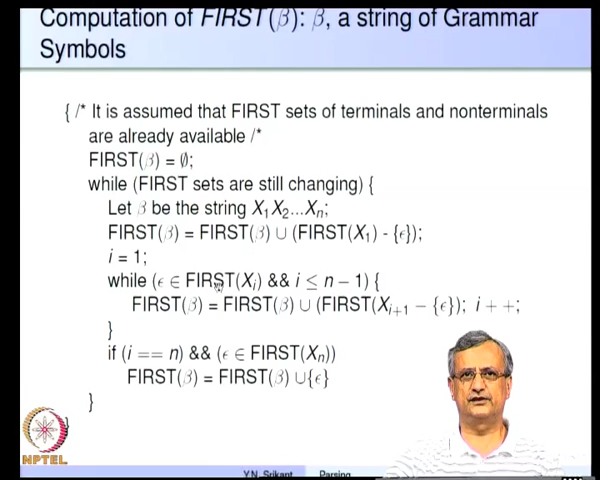 Computation of FIRST(β): β, a string of Grammar
Symbols
{ /* It is assumed that FIRST sets of terminals and nonterminals
are already available /*
FIRST(β) = ∅;
while (FIRST sets are still changing) {
Let β be the string X₁X₂...Xₙ;
FIRST(β) = FIRST(β) ∪ (FIRST(X₁) - {ϵ});
i = 1;
while (ϵ ∈ FIRST(Xᵢ) && i ≤ n − 1) {
FIRST(β) = FIRST(β) ∪ (FIRST(Xᵢ₊₁ − {ϵ}); i + +;
}
if (i == n) && (ϵ ∈ FIRST(Xₙ))
FIRST(β) = FIRST(β) ∪{ϵ}
}
NPTEL
Y.N. Srikant Parsing